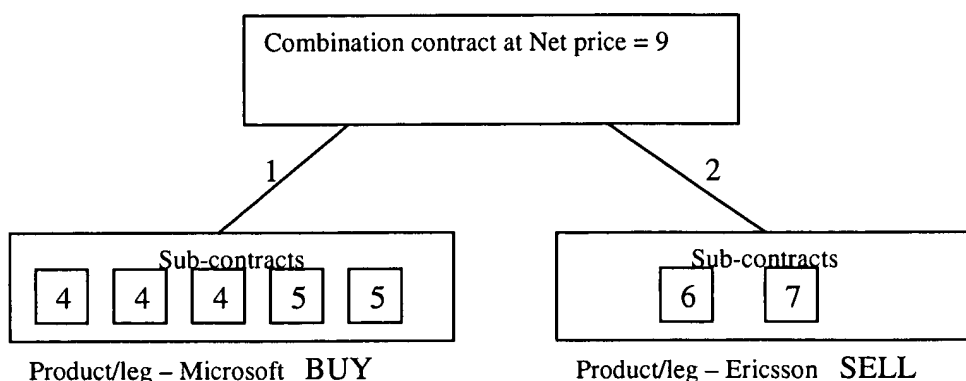 Combination contract at Net price = 9
1 2
Sub-contracts Sub-contracts
4 4 4 5 5 6 7
Product/leg – Microsoft BUY Product/leg – Ericsson SELL